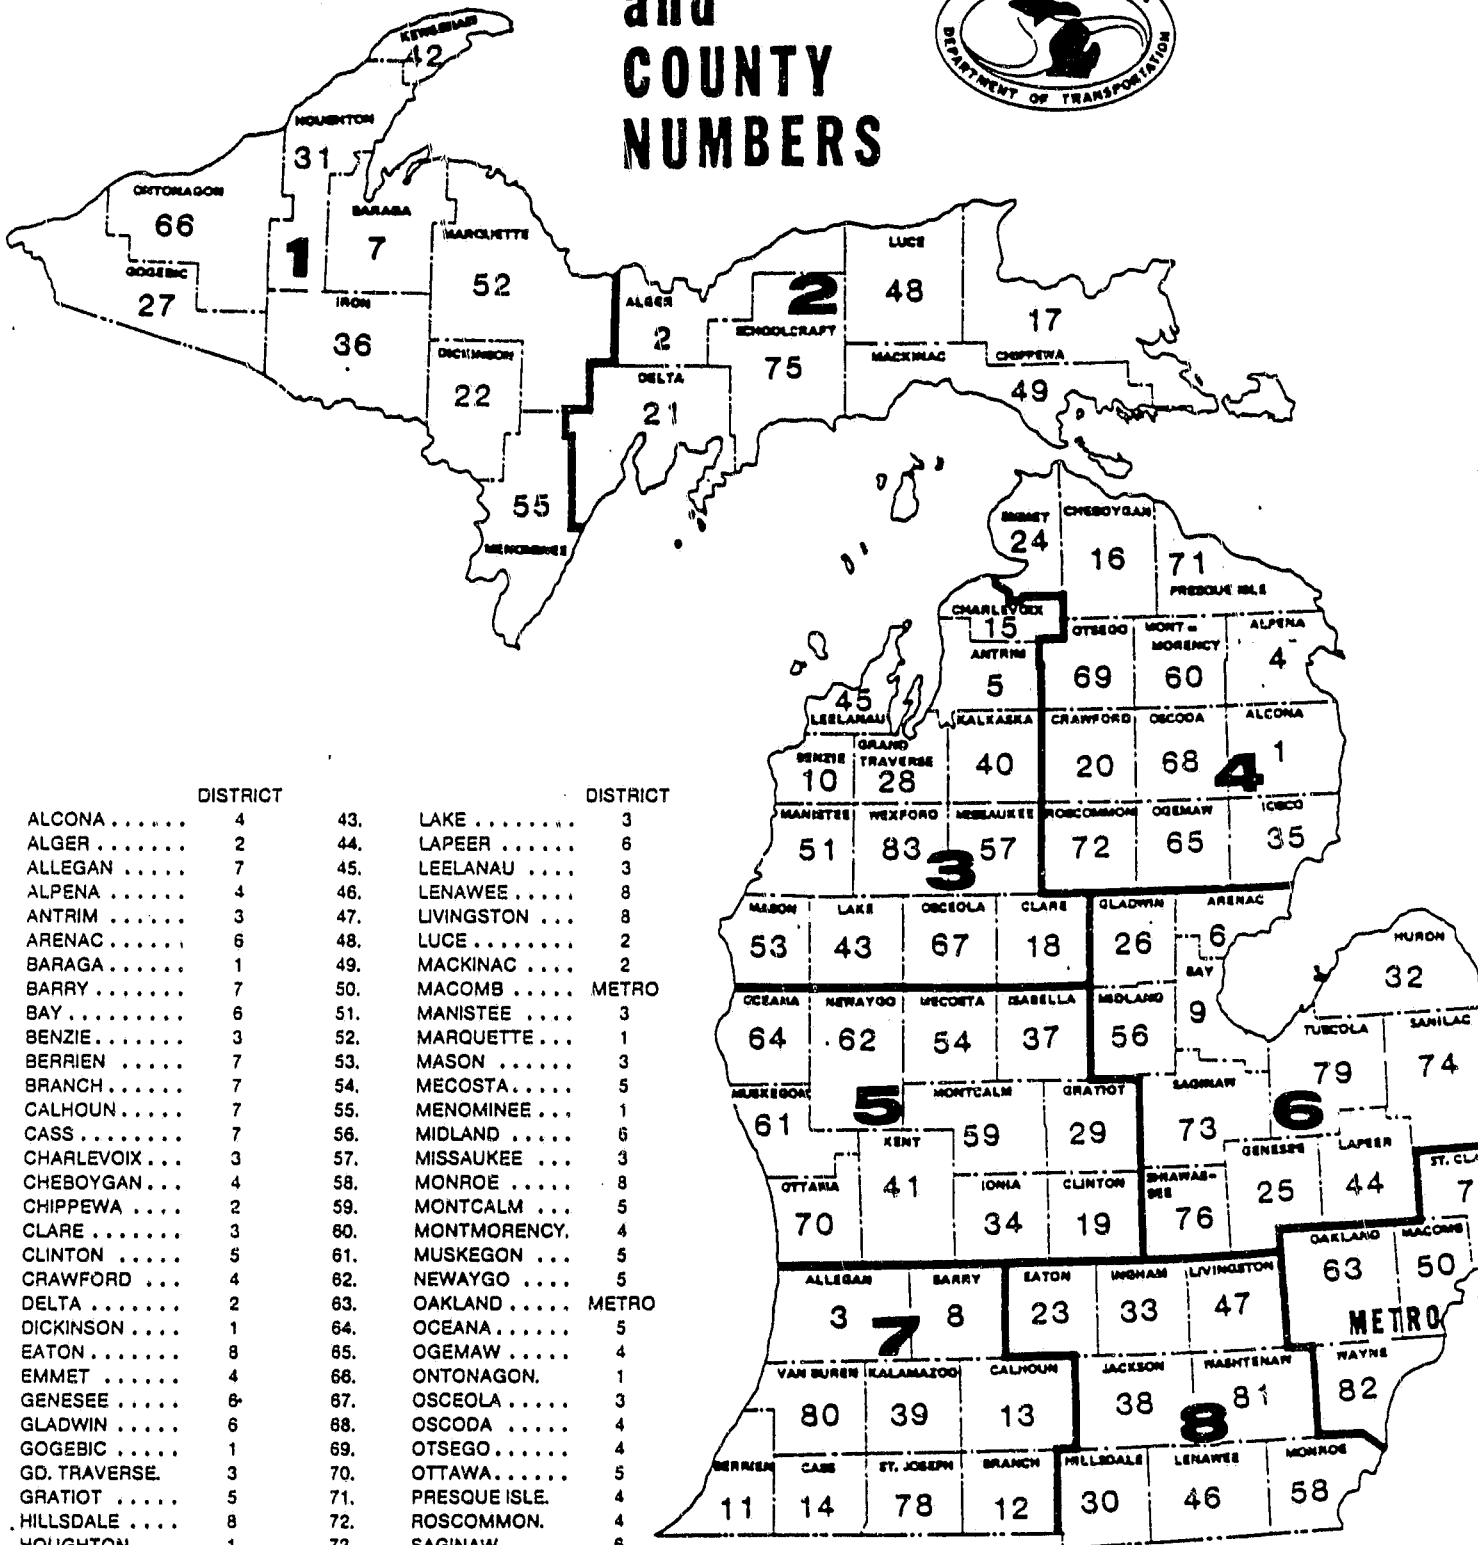 and
COUNTY
NUMBERS
DEPARTMENT OF TRANSPORTATION
KEWEENAW
42
HOUGHTON
31
ONTONAGON
66
BARAGA
7
1
GOGEBIC
27
MARQUETTE
52
IRON
36
DICKINSON
22
55
MENOMINEE
ALGER
2
DELTA
21
2
SCHOOLCRAFT
75
LUCE
48
17
MACKINAC
CHIPPEWA
49
EMMET
24
CHEBOYGAN
16
71
PRESQUE ISLE
CHARLEVOIX
15
ANTRIM
5
OTSEGO
69
MONT-
MORENCY
60
ALPENA
4
45
LEELANAU
KALKASKA
40
CRAWFORD
20
OSCODA
68
ALCONA
1
4
BENZIE
10
GRAND
TRAVERSE
28
MANISTEE
51
WEXFORD
83
MISSAUKEE
57
3
ROSCOMMON
72
OGEMAW
65
IOSCO
35
MASON
53
LAKE
43
OSCEOLA
67
CLARE
18
GLADWIN
26
ARENAC
6
BAY
9
HURON
32
OCEANA
64
NEWAYGO
62
MECOSTA
54
ISABELLA
37
MIDLAND
56
TUSCOLA
79
SANILAC
74
MUSKEGON
61
5
MONTCALM
59
GRATIOT
29
SAGINAW
73
6
KENT
41
GENESEE
25
LAPEER
44
ST. CLA
7
OTTAWA
70
IONIA
34
CLINTON
19
SHIAWAS-
SEE
76
OAKLAND
63
MACOMB
50
METRO
ALLEGAN
3
BARRY
8
7
EATON
23
INGHAM
33
LIVINGSTON
47
VAN BUREN
80
KALAMAZOO
39
CALHOUN
13
JACKSON
38
WASHTENAW
81
8
WAYNE
82
BERRIEN
11
CASS
14
ST. JOSEPH
78
BRANCH
12
HILLSDALE
30
LENAWEE
46
MONROE
58
DISTRICT DISTRICT
ALCONA . . . . . . 4 43. LAKE . . . . . . . . 3
ALGER . . . . . . . 2 44. LAPEER . . . . . . 6
ALLEGAN . . . . . 7 45. LEELANAU . . . . 3
ALPENA . . . . . . 4 46. LENAWEE . . . . . 8
ANTRIM . . . . . . 3 47. LIVINGSTON . . . 8
ARENAC . . . . . . 6 48. LUCE . . . . . . . . 2
BARAGA . . . . . . 1 49. MACKINAC . . . . 2
BARRY . . . . . . . 7 50. MACOMB . . . . . METRO
BAY . . . . . . . . . 6 51. MANISTEE . . . . 3
BENZIE . . . . . . . 3 52. MARQUETTE . . . 1
BERRIEN . . . . . 7 53. MASON . . . . . . 3
BRANCH . . . . . . 7 54. MECOSTA . . . . . 5
CALHOUN . . . . . 7 55. MENOMINEE . . . 1
CASS . . . . . . . . 7 56. MIDLAND . . . . . 6
CHARLEVOIX . . . 3 57. MISSAUKEE . . . 3
CHEBOYGAN . . . 4 58. MONROE . . . . . 8
CHIPPEWA . . . . 2 59. MONTCALM . . . 5
CLARE . . . . . . . 3 60. MONTMORENCY. 4
CLINTON . . . . . 5 61. MUSKEGON . . . 5
CRAWFORD . . . 4 62. NEWAYGO . . . . 5
DELTA . . . . . . . 2 63. OAKLAND . . . . . METRO
DICKINSON . . . . 1 64. OCEANA . . . . . . 5
EATON . . . . . . . 8 65. OGEMAW . . . . . 4
EMMET . . . . . . 4 66. ONTONAGON. 1
GENESEE . . . . . 6 67. OSCEOLA . . . . . 3
GLADWIN . . . . . 6 68. OSCODA . . . . . 4
GOGEBIC . . . . . 1 69. OTSEGO . . . . . . 4
GD. TRAVERSE. 3 70. OTTAWA . . . . . . 5
GRATIOT . . . . . 5 71. PRESQUE ISLE. 4
HILLSDALE . . . . 8 72. ROSCOMMON. 4
HOUGHTON 1 73. SAGINAW 6